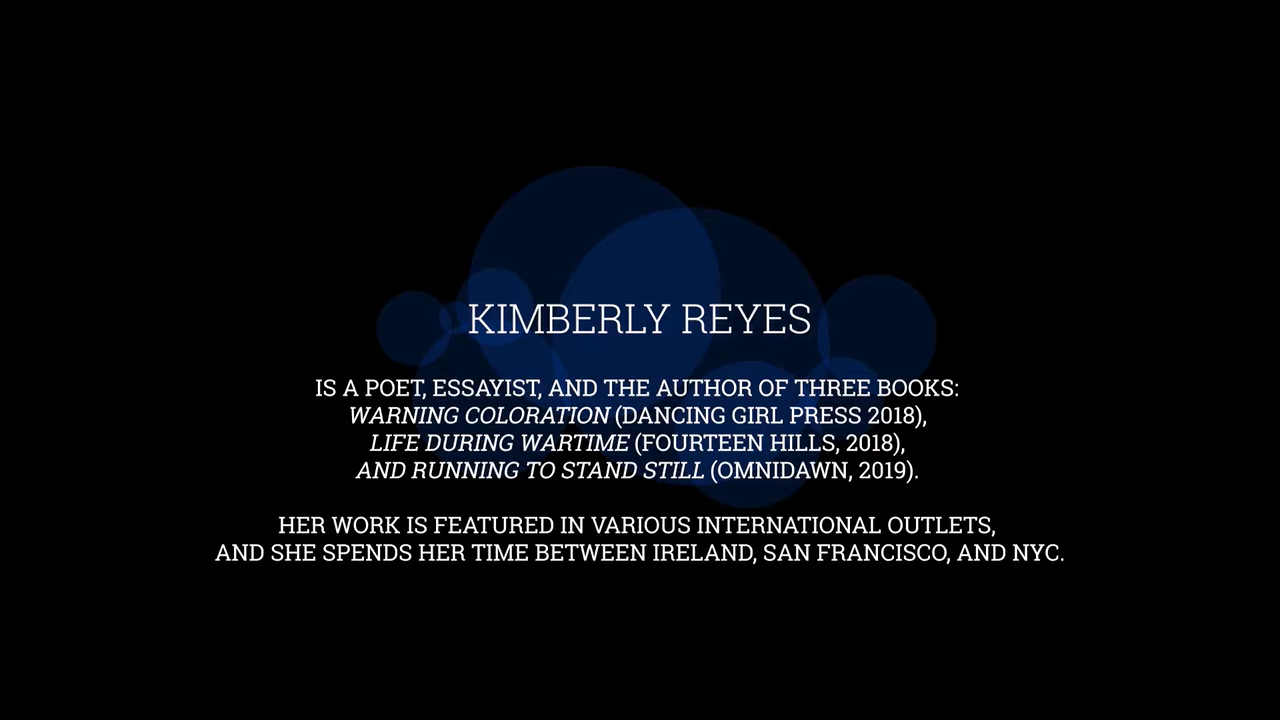 KIMBERLY REYES
IS A POET, ESSAYIST, AND THE AUTHOR OF THREE BOOKS:
WARNING COLORATION (DANCING GIRL PRESS 2018),
LIFE DURING WARTIME (FOURTEEN HILLS, 2018),
AND RUNNING TO STAND STILL (OMNIDAWN, 2019).
HER WORK IS FEATURED IN VARIOUS INTERNATIONAL OUTLETS,
AND SHE SPENDS HER TIME BETWEEN IRELAND, SAN FRANCISCO, AND NYC.